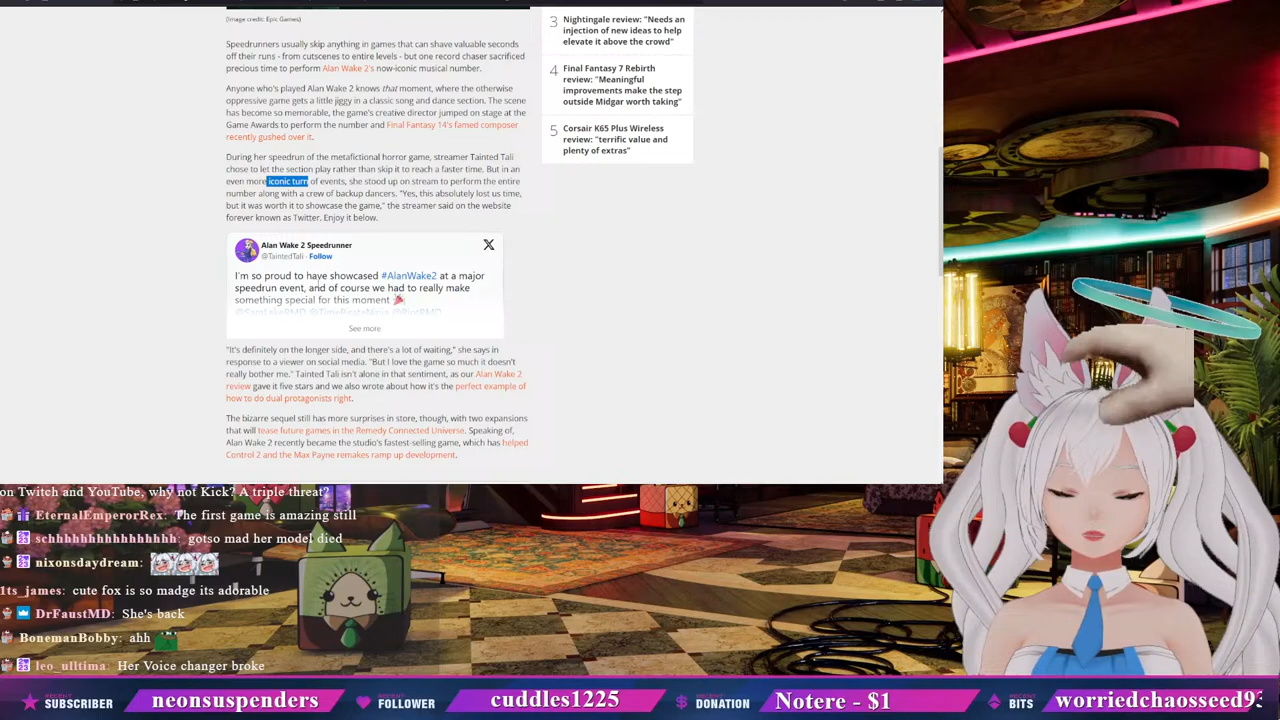 (Image credit: Epic Games)
Speedrunners usually skip anything in games that can shave valuable seconds
off their runs - from cutscenes to entire levels - but one record chaser sacrificed
precious time to perform Alan Wake 2's now-iconic musical number.
Anyone who's played Alan Wake 2 knows that moment, where the otherwise
oppressive game gets a little jiggy in a classic song and dance section. The scene
has become so memorable, the game's creative director jumped on stage at the
Game Awards to perform the number and Final Fantasy 14's famed composer
recently gushed over it.
During her speedrun of the metafictional horror game, streamer Tainted Tali
chose to let the section play rather than skip it to reach a faster time. But in an
even more iconic turn of events, she stood up on stream to perform the entire
number along with a crew of backup dancers. "Yes, this absolutely lost us time,
but it was worth it to showcase the game," the streamer said on the website
forever known as Twitter. Enjoy it below.
Alan Wake 2 Speedrunner
@TaintedTali · Follow
I'm so proud to have showcased #AlanWake2 at a major
speedrun event, and of course we had to really make
something special for this moment
@SamLakeRMD @TimePirateNinja @RiotRMD
See more
"It's definitely on the longer side, and there's a lot of waiting," she says in
response to a viewer on social media. "But I love the game so much it doesn't
really bother me." Tainted Tali isn't alone in that sentiment, as our Alan Wake 2
review gave it five stars and we also wrote about how it's the perfect example of
how to do dual protagonists right.
The bizarre sequel still has more surprises in store, though, with two expansions
that will tease future games in the Remedy Connected Universe. Speaking of,
Alan Wake 2 recently became the studio's fastest-selling game, which has helped
Control 2 and the Max Payne remakes ramp up development.
3 Nightingale review: "Needs an
injection of new ideas to help
elevate it above the crowd"
4 Final Fantasy 7 Rebirth
review: "Meaningful
improvements make the step
outside Midgar worth taking"
5 Corsair K65 Plus Wireless
review: "terrific value and
plenty of extras"
on Twitch and YouTube, why not Kick? A triple threat?
EternalEmperorRex: The first game is amazing still
schhhhhhhhhhhhhhhhh: gotso mad her model died
nixonsdaydream:
1ts_james: cute fox is so madge its adorable
DrFaustMD: She's back
BonemanBobby: ahh
leo_ulltima: Her Voice changer broke
RECENT SUBSCRIBER neonsuspenders
RECENT FOLLOWER cuddles1225
RECENT DONATION Notere - $1
RECENT BITS worriedchaosseed9